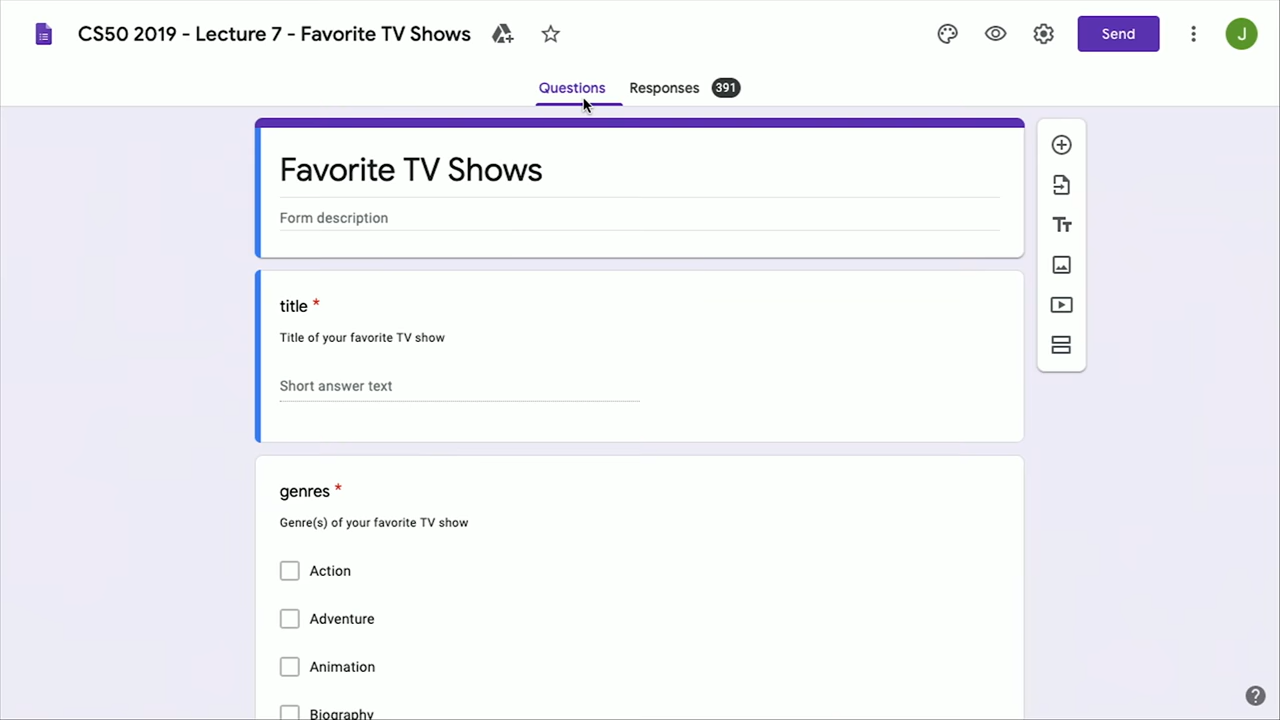 CS50 2019 - Lecture 7 - Favorite TV Shows
Send
J
Questions
Responses 391
Favorite TV Shows
Form description
title *
Title of your favorite TV show
Short answer text
genres *
Genre(s) of your favorite TV show
Action
Adventure
Animation
Biography